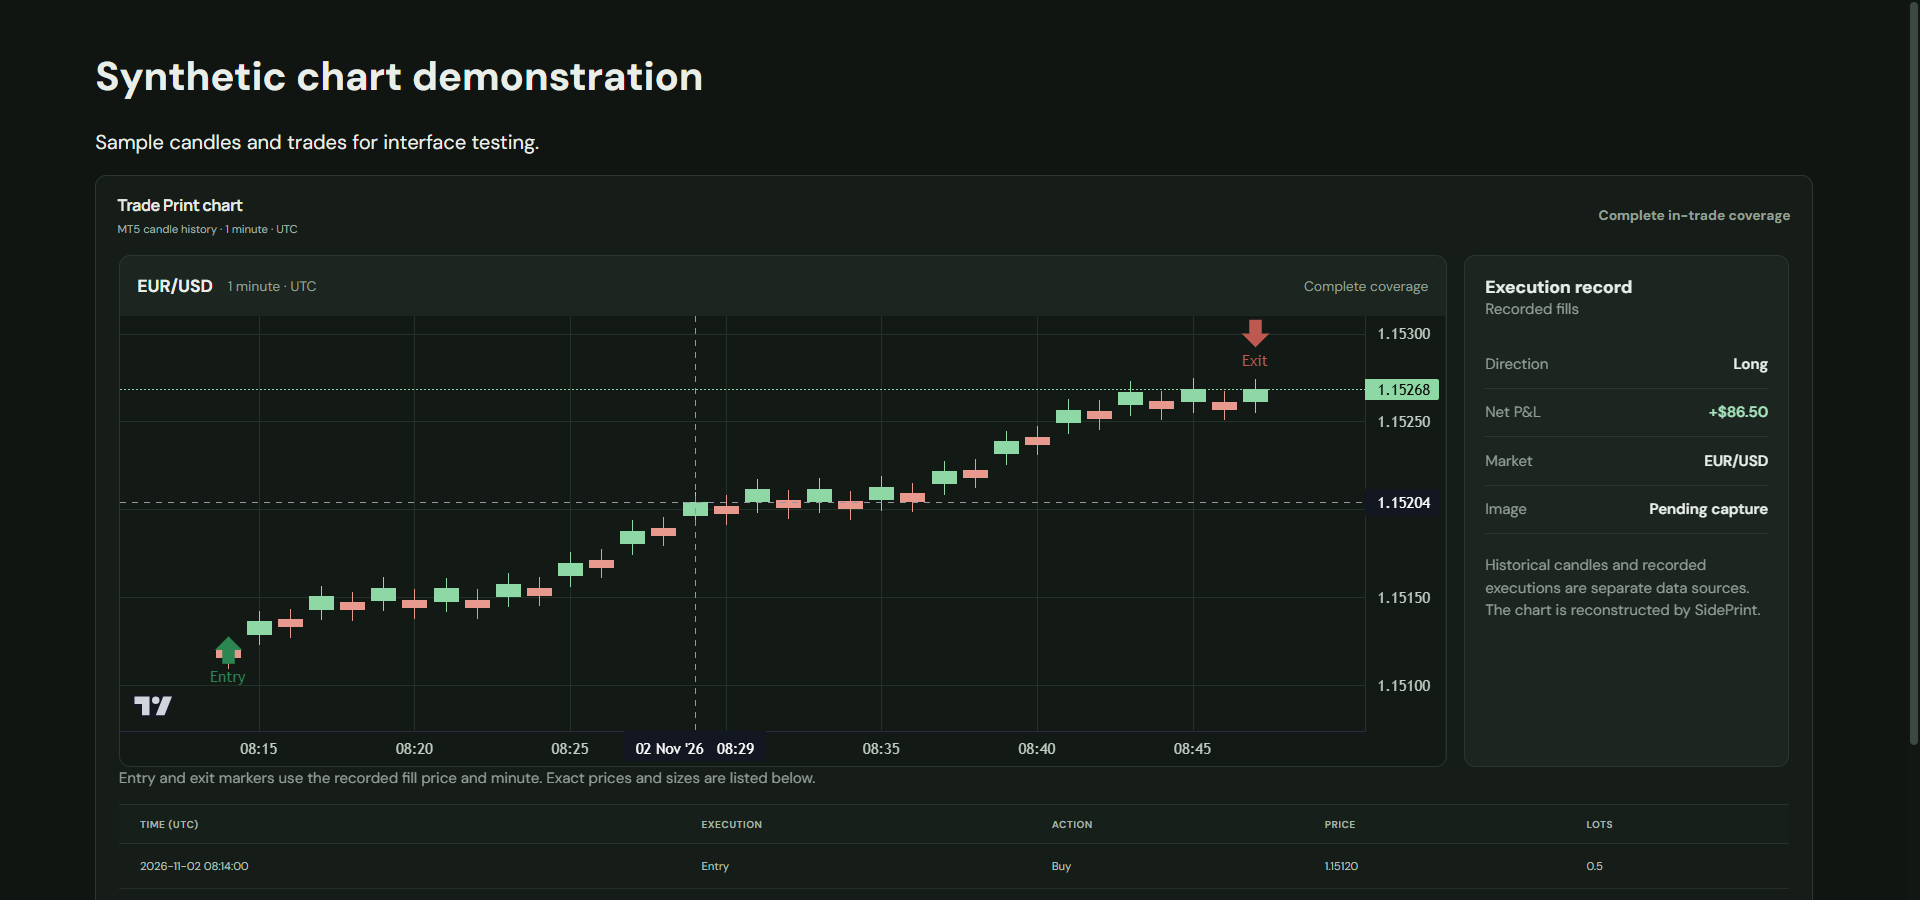 Synthetic chart demonstration
Sample candles and trades for interface testing.
Trade Print chart
MT5 candle history · 1 minute · UTC
Complete in-trade coverage
EUR/USD 1 minute · UTC
Complete coverage
Exit
Entry
1.15300
1.15268
1.15250
1.15204
1.15150
1.15100
08:15 08:20 08:25 02 Nov '26 08:29 08:35 08:40 08:45
Execution record
Recorded fills
Direction Long
Net P&L +$86.50
Market EUR/USD
Image Pending capture
Historical candles and recorded
executions are separate data sources.
The chart is reconstructed by SidePrint.
Entry and exit markers use the recorded fill price and minute. Exact prices and sizes are listed below.
TIME (UTC) EXECUTION ACTION PRICE LOTS
2026-11-02 08:14:00 Entry Buy 1.15120 0.5